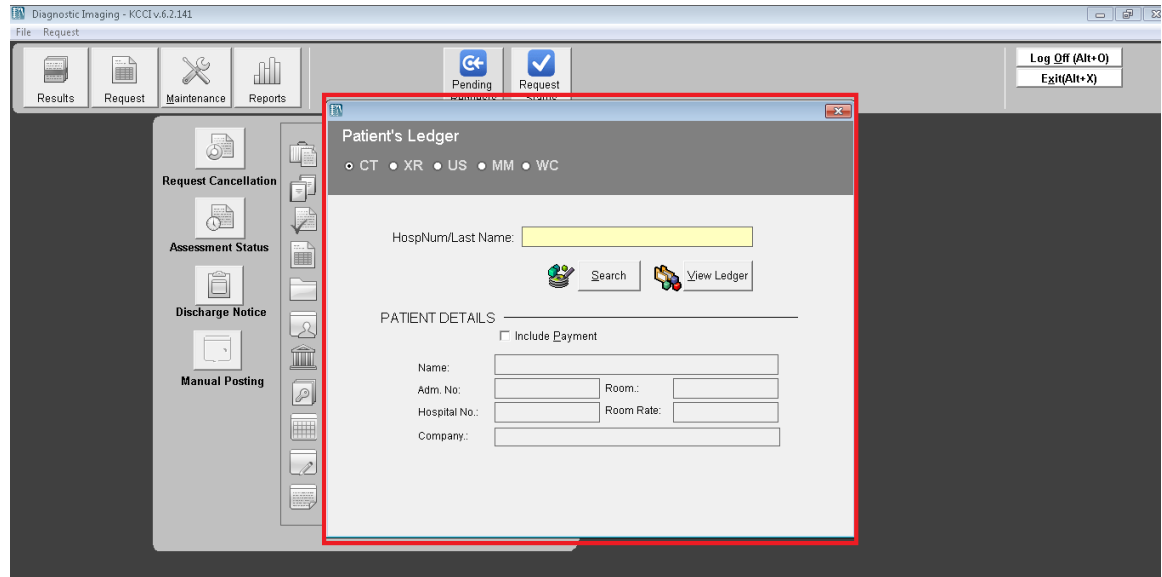 Diagnostic Imaging - KCCI v.6.2.141
File Request
Results Request Maintenance Reports
Pending Requests
Request Status
Log Off (Alt+O)
Exit(Alt+X)
Request Cancellation
Assessment Status
Discharge Notice
Manual Posting
Patient's Ledger
CT XR US MM WC
HospNum/Last Name:
Search View Ledger
PATIENT DETAILS
Include Payment
Name:
Adm. No: Room.:
Hospital No.: Room Rate:
Company.: